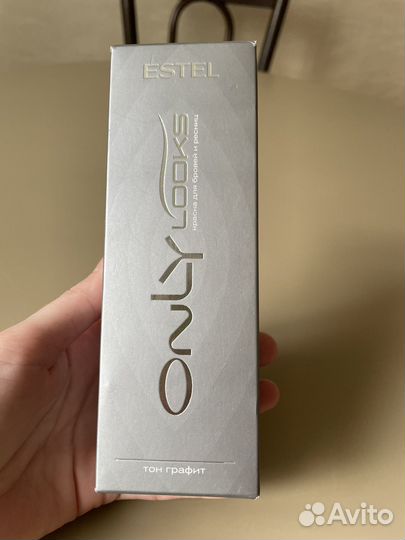 ESTEL
ONLY LOOKS
краска для бровей и ресниц
тон графит
Avito